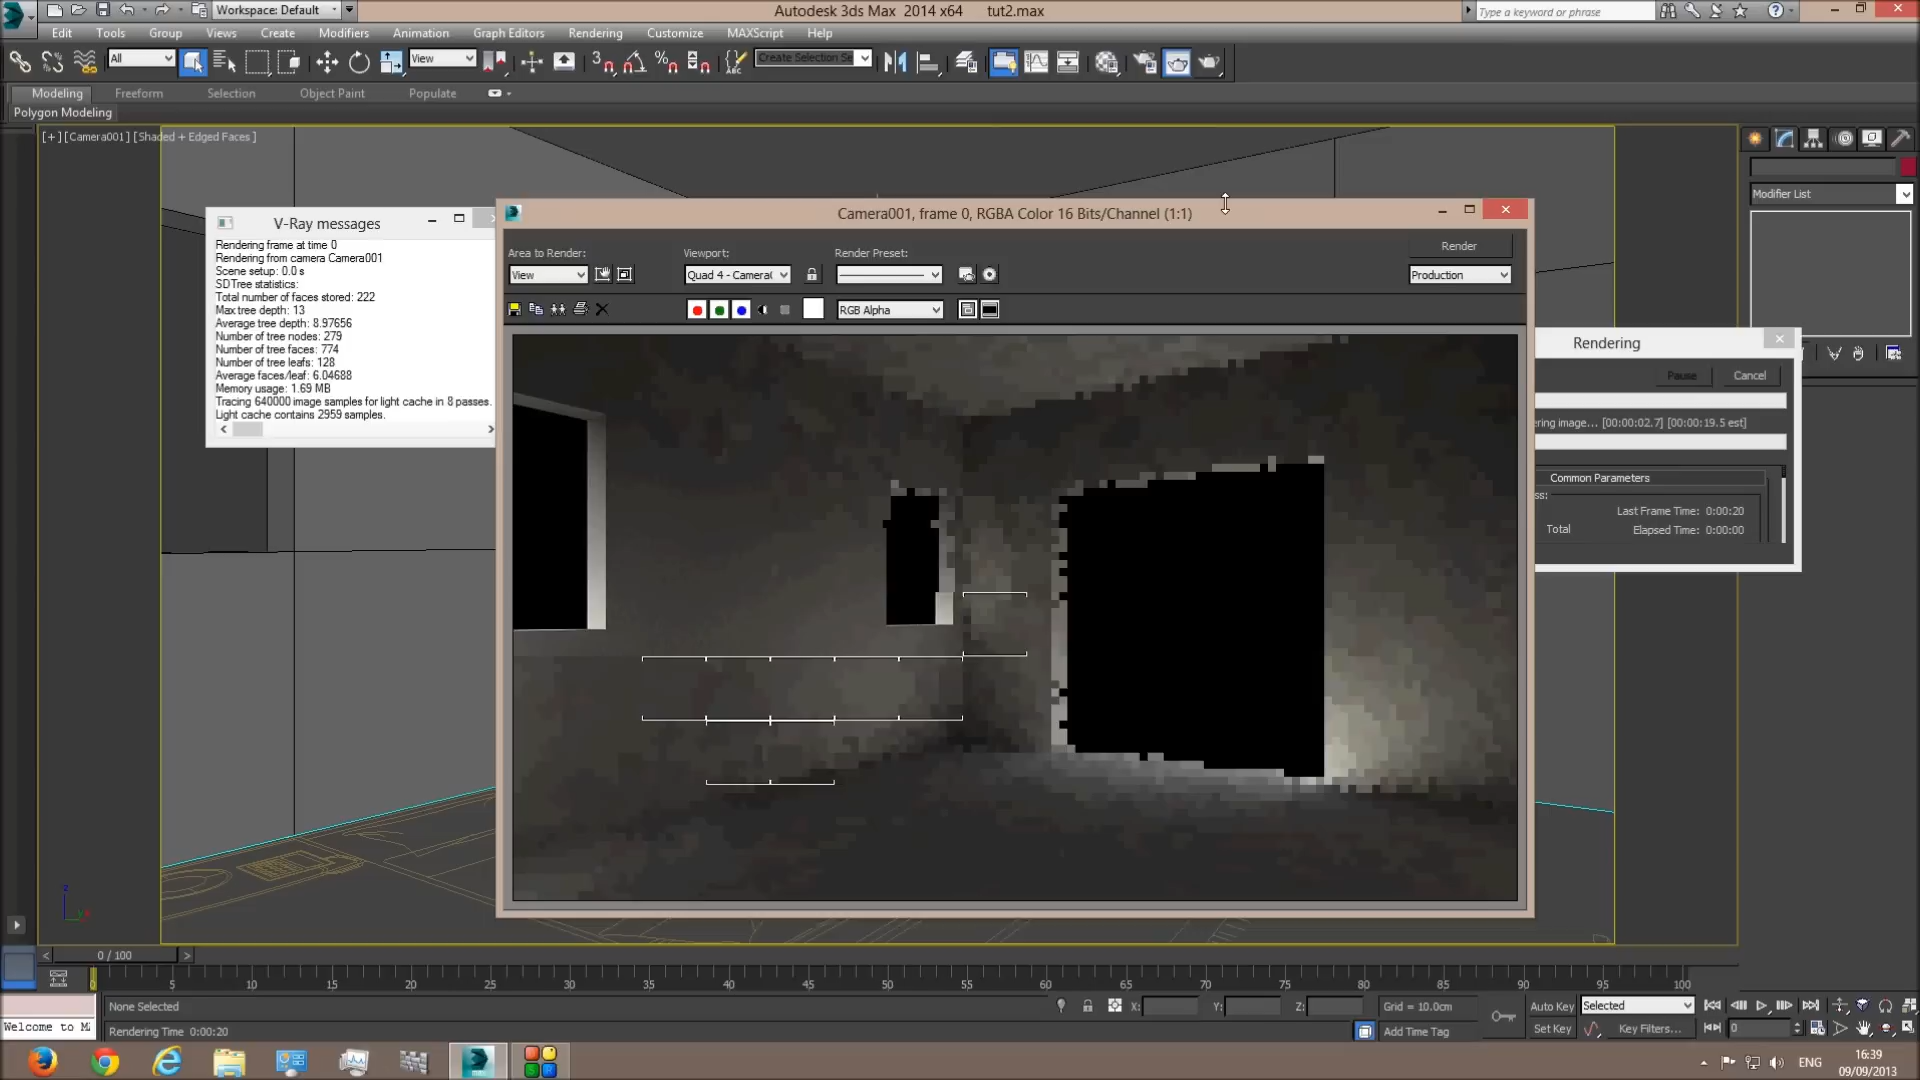 Workspace: Default
Autodesk 3ds Max 2014 x64 tut2.max
Type a keyword or phrase
Edit Tools Group Views Create Modifiers Animation Graph Editors Rendering Customize MAXScript Help
All
View
Create Selection Se
Modeling Freeform Selection Object Paint Populate
Polygon Modeling
[+] [Camera001] [Shaded + Edged Faces]
Modifier List
V-Ray messages
Rendering frame at time 0
Rendering from camera Camera001
Scene setup: 0.0 s
SDTree statistics:
Total number of faces stored: 222
Max tree depth: 13
Average tree depth: 8.97656
Number of tree nodes: 279
Number of tree faces: 774
Number of tree leafs: 128
Average faces/leaf: 6.04688
Memory usage: 1.69 MB
Tracing 640000 image samples for light cache in 8 passes.
Light cache contains 2959 samples.
Camera001, frame 0, RGBA Color 16 Bits/Channel (1:1)
Area to Render:
View
Viewport:
Quad 4 - Camera(
Render Preset:
Render
Production
RGB Alpha
Rendering
Pause Cancel
ering image... [00:00:02.7] [00:00:19.5 est]
Common Parameters
ss:
Last Frame Time: 0:00:20
Total Elapsed Time: 0:00:00
0 / 100
0 5 10 15 20 25 30 35 40 45 50 55 60 65 70 75 80 85 90 95 100
None Selected
X: Y: Z: Grid = 10.0cm
Auto Key Selected
Welcome to M
Rendering Time 0:00:20
Add Time Tag
Set Key Key Filters...
0
ENG
16:39
09/09/2013